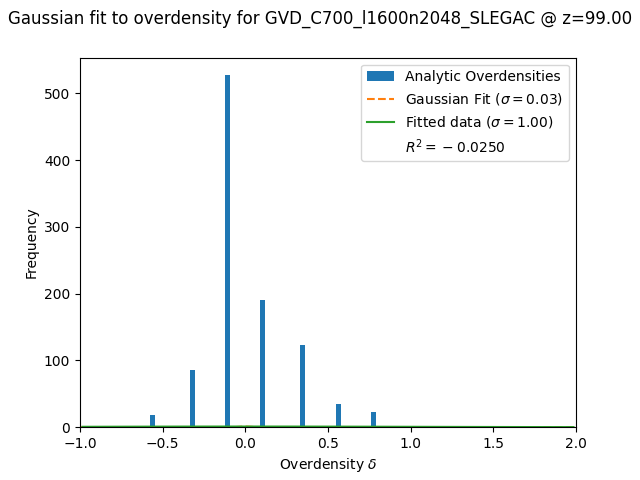 Gaussian fit to overdensity for GVD_C700_l1600n2048_SLEGAC @ z=99.00
Analytic Overdensities
Gaussian Fit (σ = 0.03)
Fitted data (σ = 1.00)
R² = −0.0250
Frequency
500
400
300
200
100
0
−1.0 −0.5 0.0 0.5 1.0 1.5 2.0
Overdensity δ